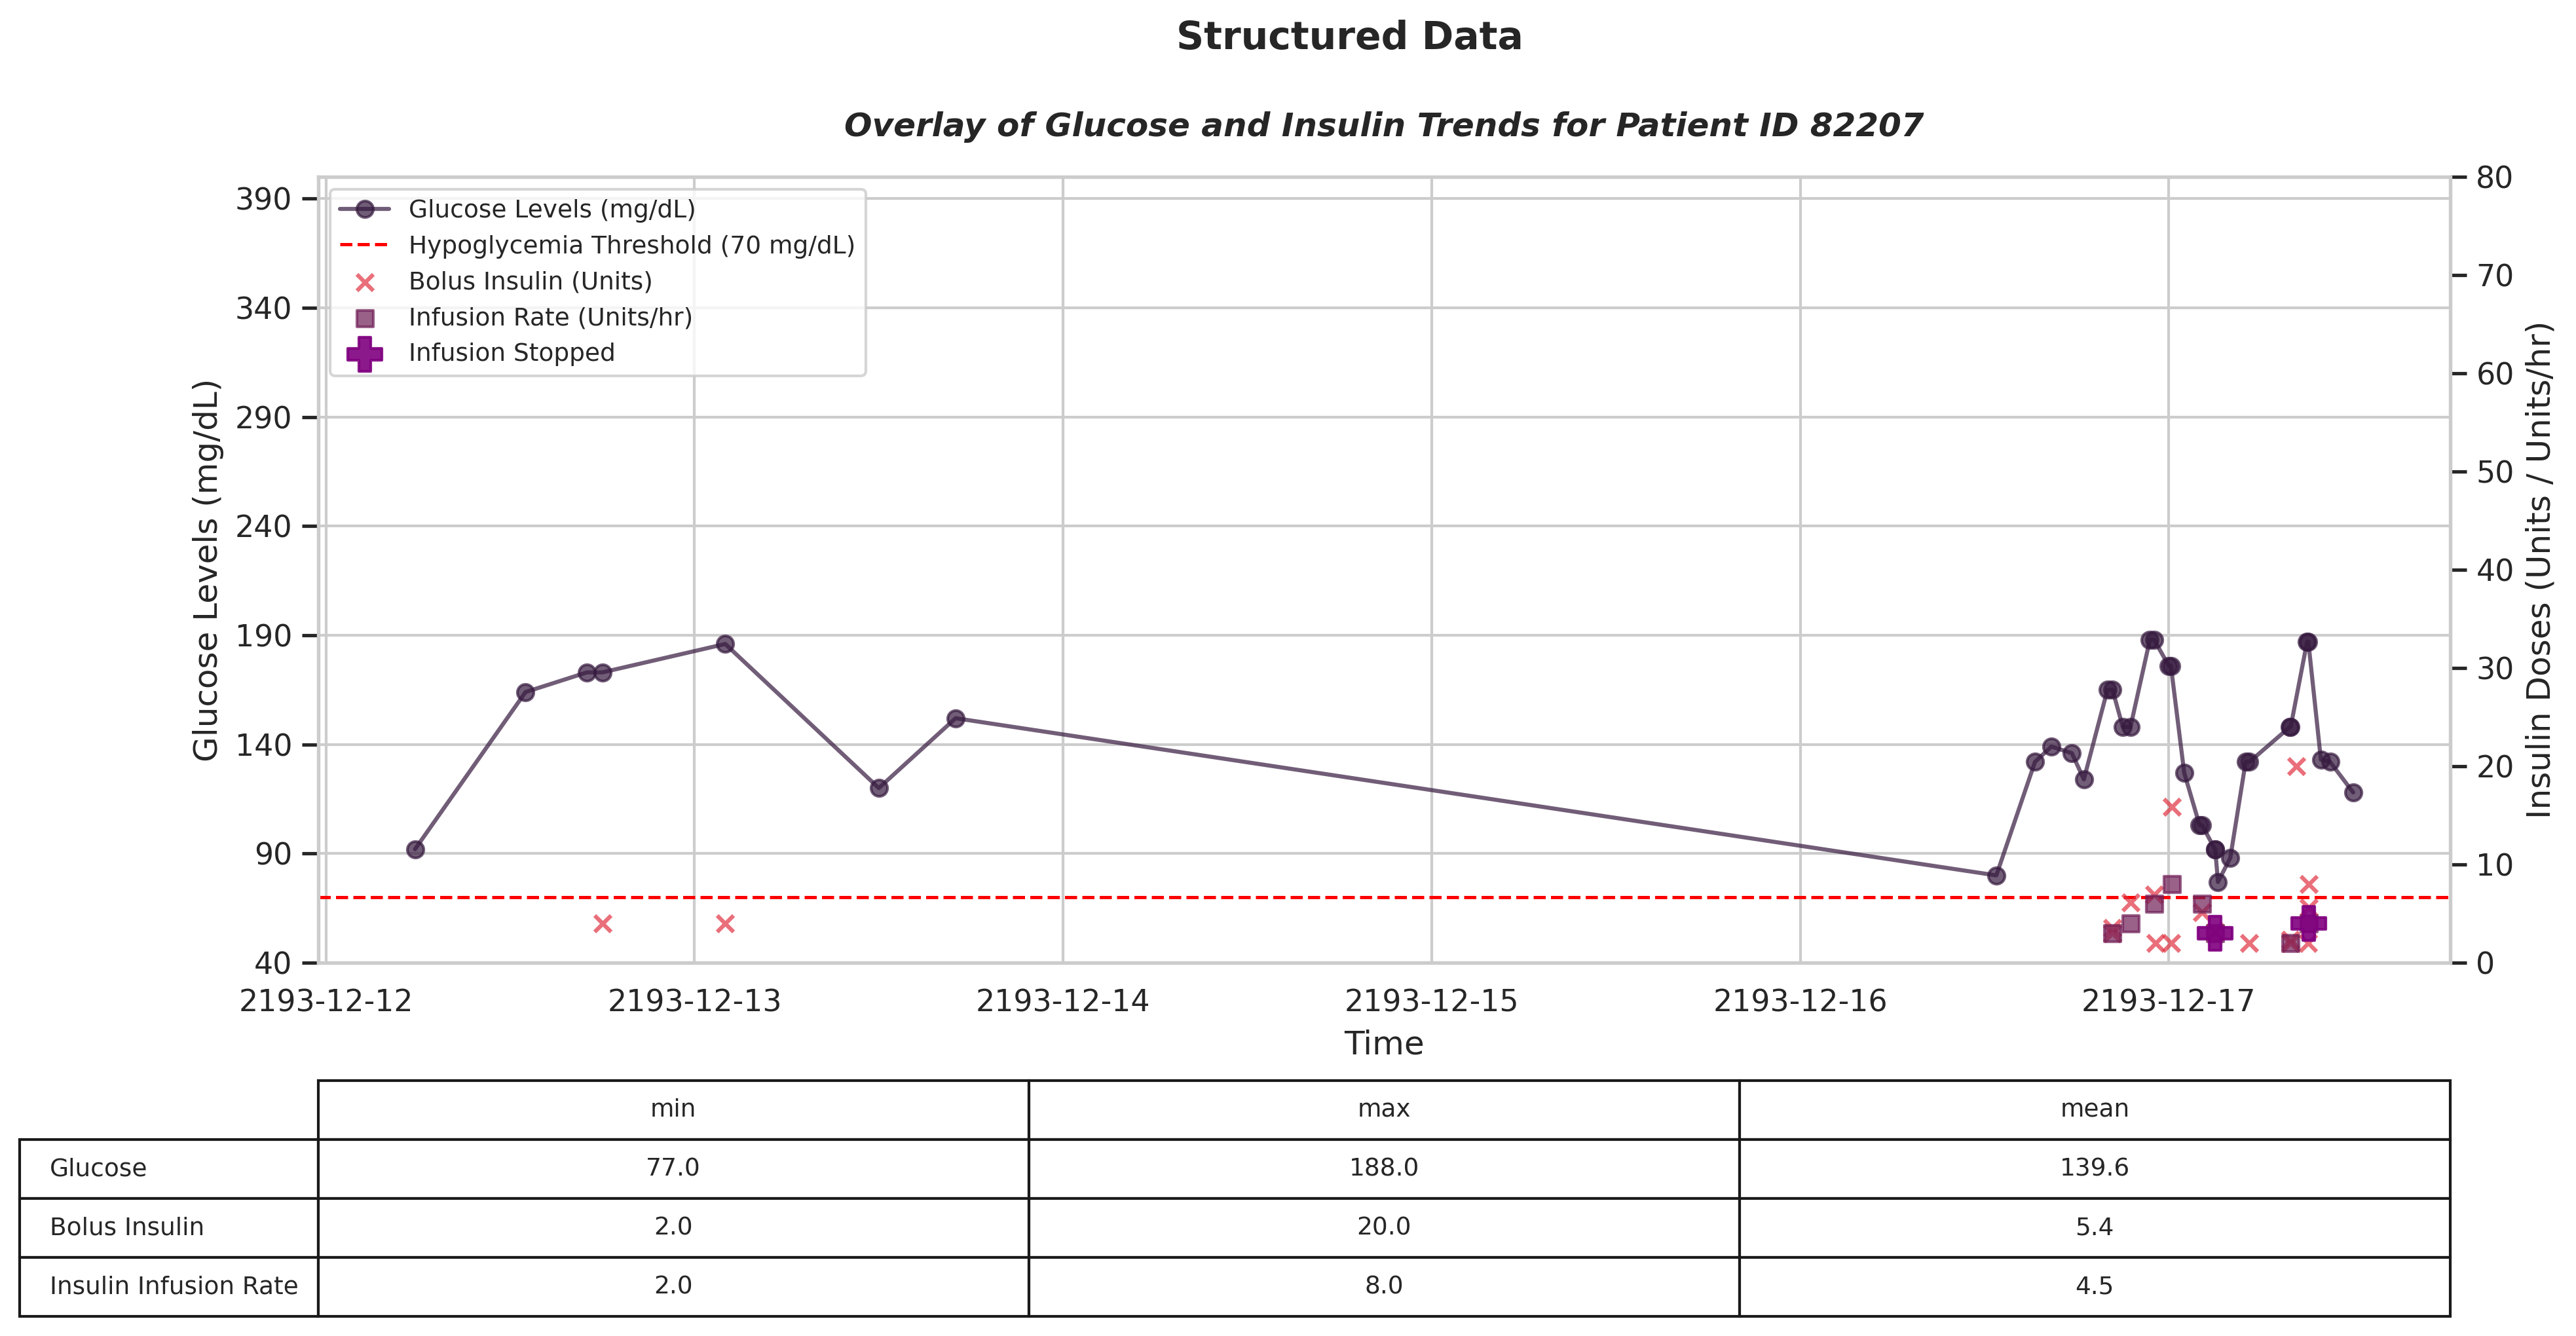 Structured Data
Overlay of Glucose and Insulin Trends for Patient ID 82207
Glucose Levels (mg/dL)
390
340
290
240
190
140
90
40
Glucose Levels (mg/dL)
Hypoglycemia Threshold (70 mg/dL)
Bolus Insulin (Units)
Infusion Rate (Units/hr)
Infusion Stopped
80
70
60
50
40
30
20
10
0
Insulin Doses (Units / Units/hr)
2193-12-12 2193-12-13 2193-12-14 2193-12-15 2193-12-16 2193-12-17
Time
min max mean
Glucose 77.0 188.0 139.6
Bolus Insulin 2.0 20.0 5.4
Insulin Infusion Rate 2.0 8.0 4.5